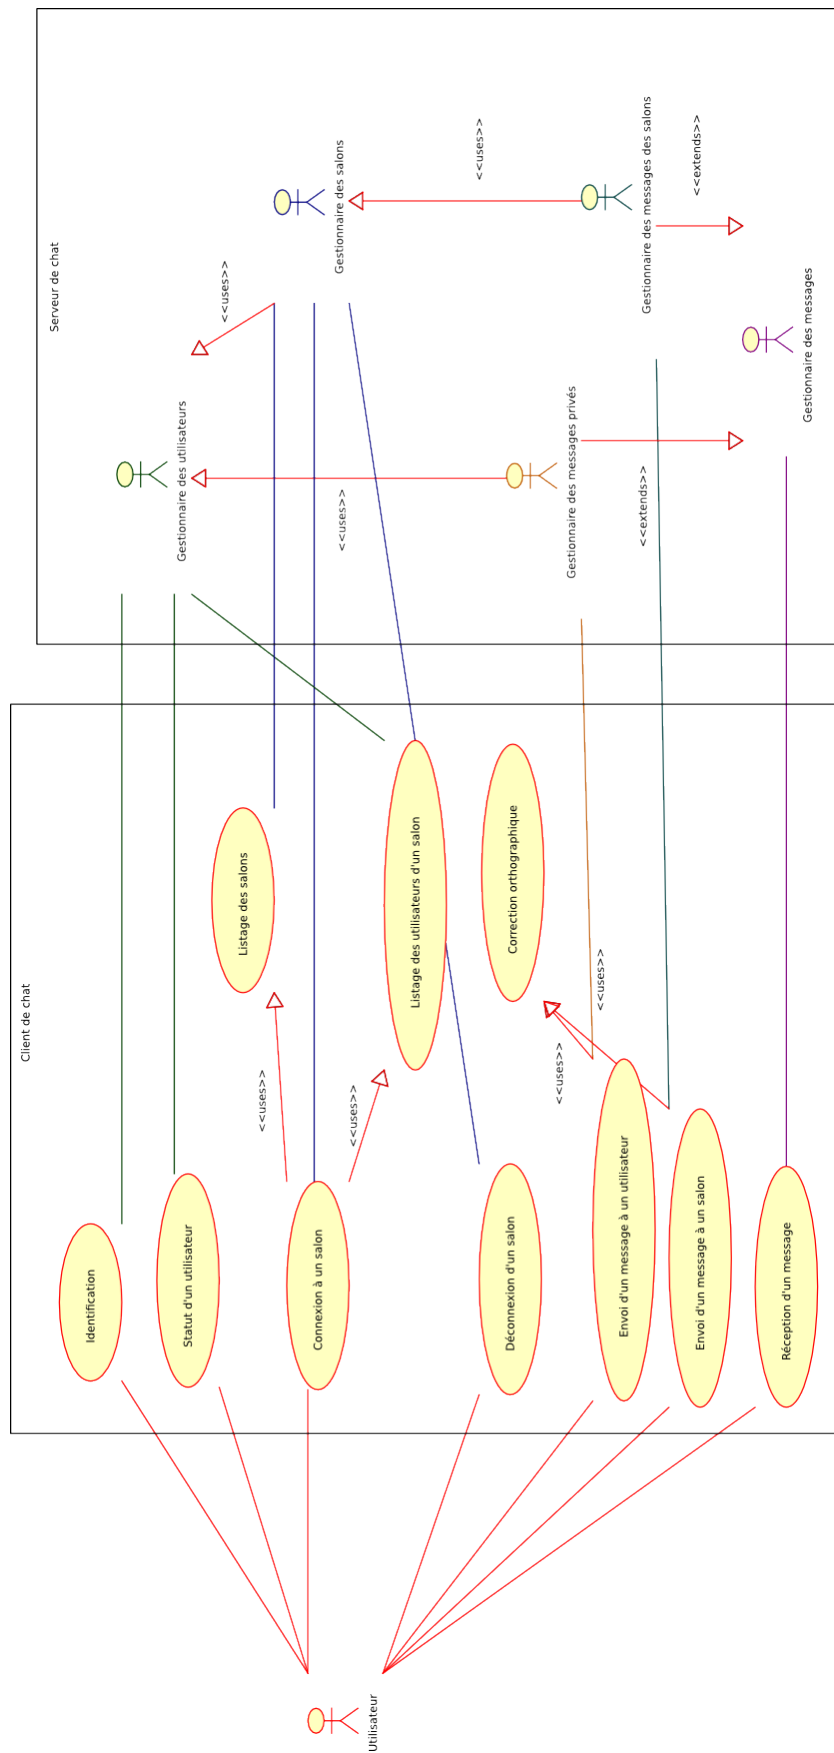 Client de chat
Serveur de chat
Utilisateur
Identification
Statut d'un utilisateur
Connexion à un salon
Déconnexion d'un salon
Envoi d'un message à un utilisateur
Envoi d'un message à un salon
Réception d'un message
<<uses>>
<<uses>>
<<uses>>
<<uses>>
Listage des salons
Listage des utilisateurs d'un salon
Correction orthographique
Gestionnaire des utilisateurs
<<uses>>
<<uses>>
Gestionnaire des messages privés
<<extends>>
Gestionnaire des salons
<<uses>>
Gestionnaire des messages des salons
<<extends>>
Gestionnaire des messages